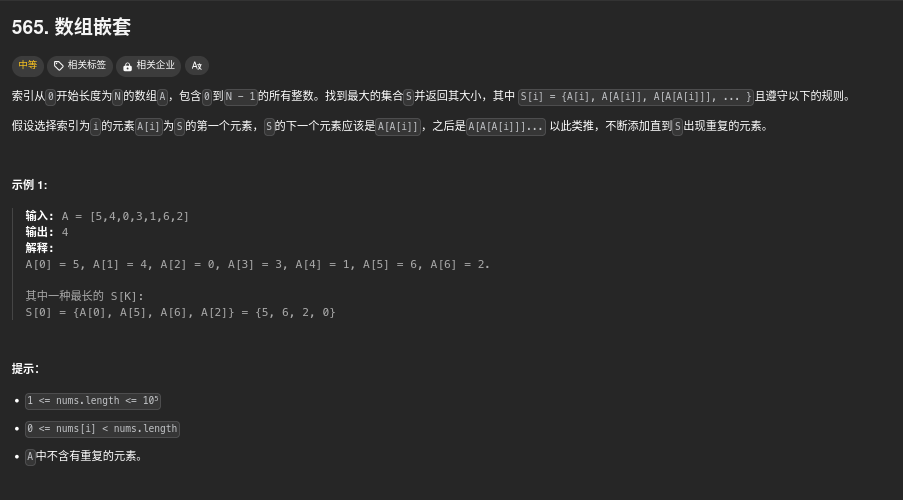 565. 数组嵌套
中等 相关标签 相关企业 A文
索引从0开始长度为N的数组A，包含0到N - 1的所有整数。找到最大的集合S并返回其大小，其中 S[i] = {A[i], A[A[i]], A[A[A[i]]], ... }且遵守以下的规则。
假设选择索引为i的元素A[i]为S的第一个元素，S的下一个元素应该是A[A[i]]，之后是A[A[A[i]]]... 以此类推，不断添加直到S出现重复的元素。
示例 1:
输入: A = [5,4,0,3,1,6,2]
输出: 4
解释:
A[0] = 5, A[1] = 4, A[2] = 0, A[3] = 3, A[4] = 1, A[5] = 6, A[6] = 2.
其中一种最长的 S[K]:
S[0] = {A[0], A[5], A[6], A[2]} = {5, 6, 2, 0}
提示：
• 1 <= nums.length <= 10⁵
• 0 <= nums[i] < nums.length
• A中不含有重复的元素。